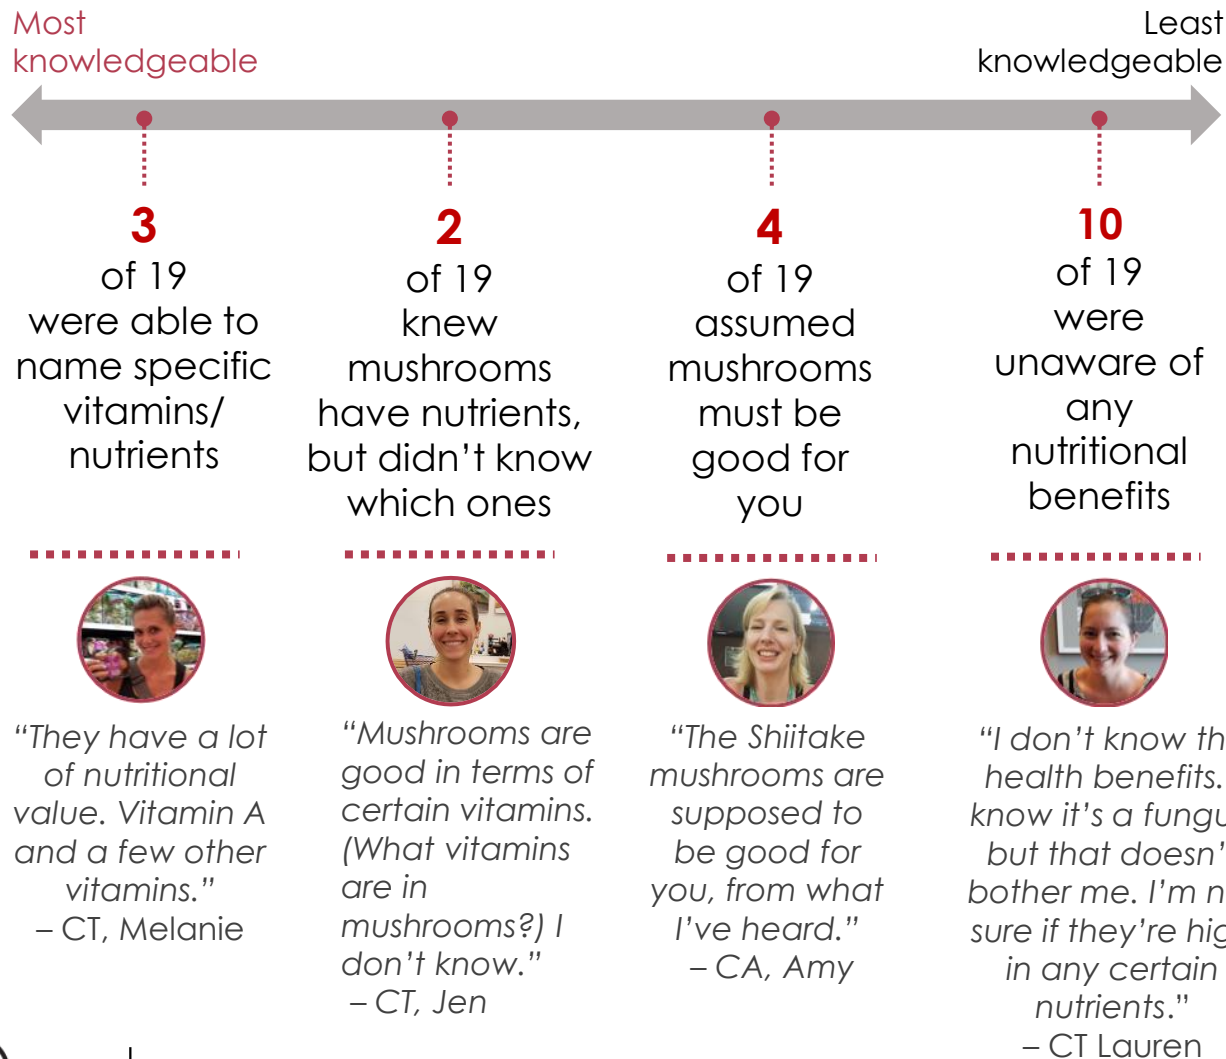 Most
knowledgeable
Least
knowledgeable
3
of 19
were able to
name specific
vitamins/
nutrients
2
of 19
knew
mushrooms
have nutrients,
but didn’t know
which ones
4
of 19
assumed
mushrooms
must be
good for
you
10
of 19
were
unaware of
any
nutritional
benefits
“They have a lot
of nutritional
value. Vitamin A
and a few other
vitamins.”
– CT, Melanie
“Mushrooms are
good in terms of
certain vitamins.
(What vitamins
are in
mushrooms?) I
don’t know.”
– CT, Jen
“The Shiitake
mushrooms are
supposed to
be good for
you, from what
I’ve heard.”
– CA, Amy
“I don’t know
health benefits.
know it’s a
but that
bother me. I’m
sure if they’re
in any certain
nutrients.”
– CT Lauren